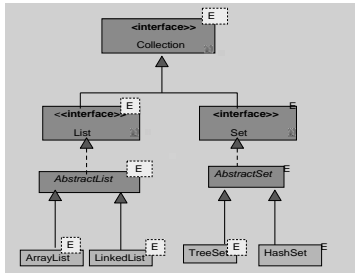 E
<interface>>
Collection
E
E
<<interface>>
<interface>>
List
Set
E
E
AbstractList
AbstractSet
E
E
E
E
ArrayList
LinkedList
TreeSet
HashSet